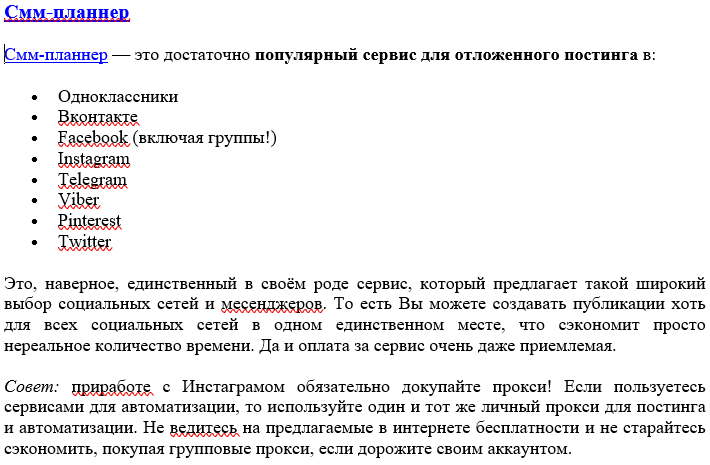 Смм-планнер
Смм-планнер — это достаточно популярный сервис для отложенного постинга в:
• Одноклассники
• Вконтакте
• Facebook (включая группы!)
• Instagram
• Telegram
• Viber
• Pinterest
• Twitter
Это, наверное, единственный в своём роде сервис, который предлагает такой широкий
выбор социальных сетей и месенджеров. То есть Вы можете создавать публикации хоть
для всех социальных сетей в одном единственном месте, что сэкономит просто
нереальное количество времени. Да и оплата за сервис очень даже приемлемая.
Совет: приработе с Инстаграмом обязательно докупайте прокси! Если пользуетесь
сервисами для автоматизации, то используйте один и тот же личный прокси для постинга
и автоматизации. Не ведитесь на предлагаемые в интернете бесплатности и не старайтесь
сэкономить, покупая групповые прокси, если дорожите своим аккаунтом.